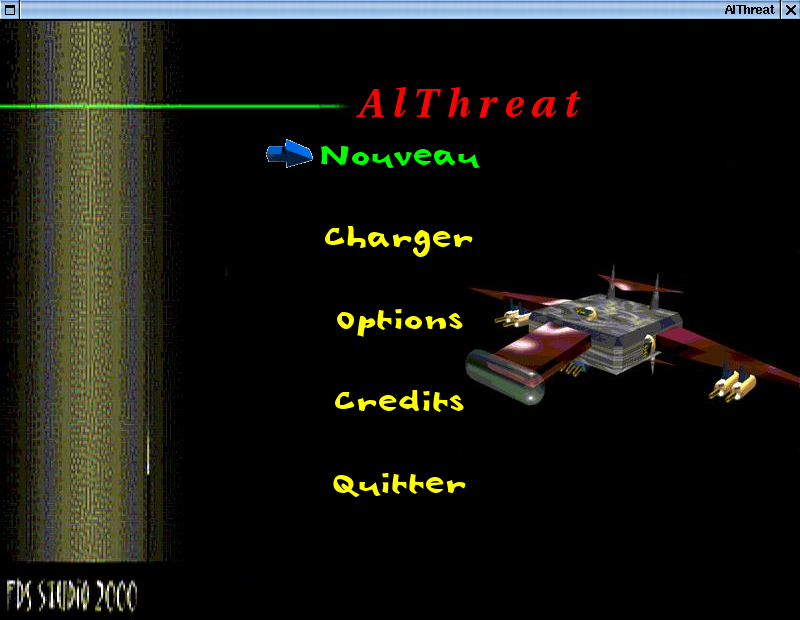 AlThreat
AlThreat
Nouveau
Charger
Options
Credits
Quitter
FDS STUDiO 2000